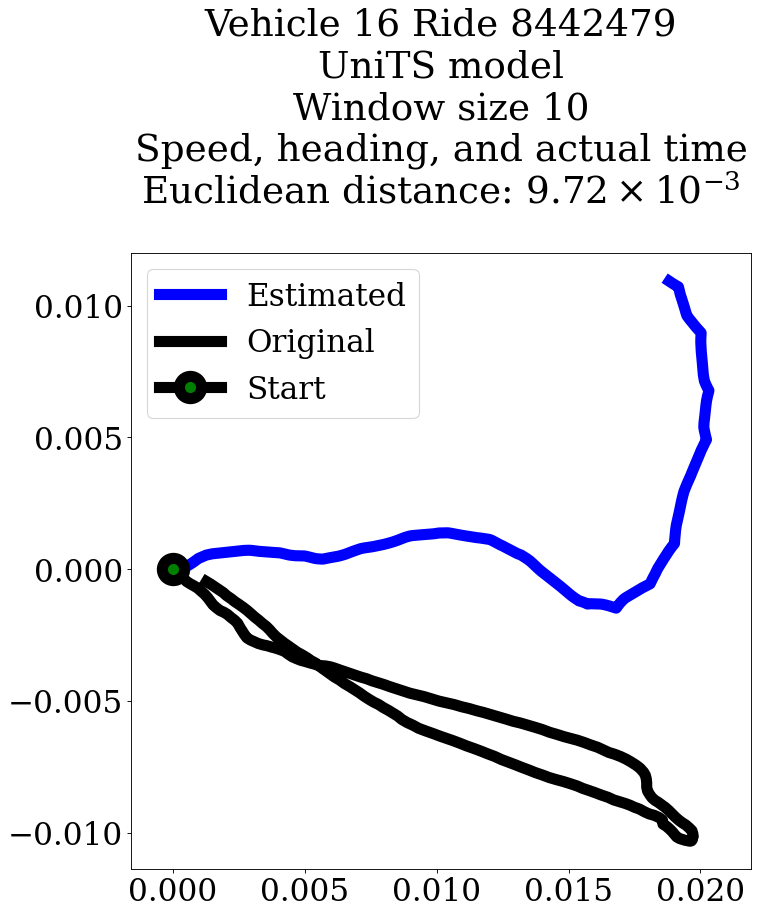 Vehicle 16 Ride 8442479
UniTS model
Window size 10
Speed, heading, and actual time
Euclidean distance: 9.72 × 10⁻³
Estimated
Original
Start
0.010
0.005
0.000
−0.005
−0.010
0.000 0.005 0.010 0.015 0.020